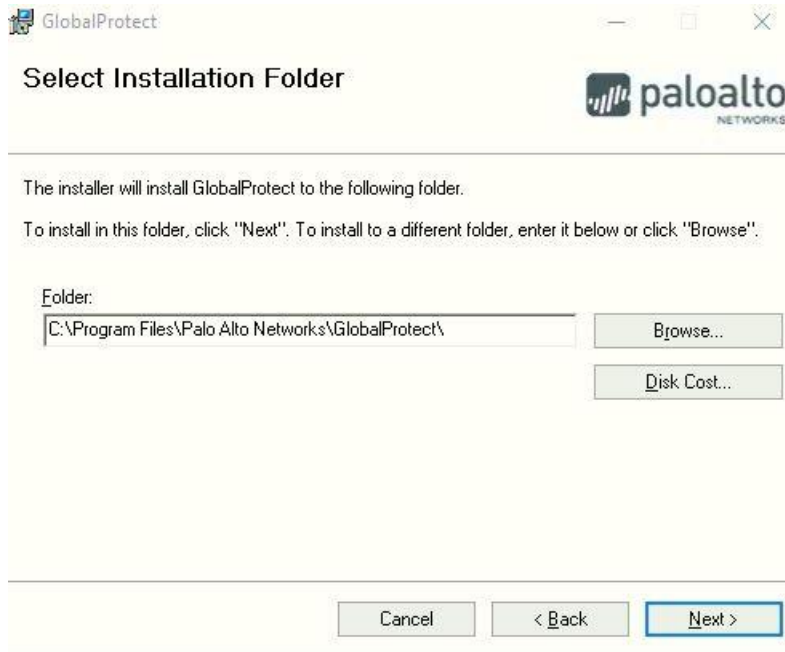 GlobalProtect
Select Installation Folder
paloalto
NETWORKS
The installer will install GlobalProtect to the following folder.
To install in this folder, click "Next". To install to a different folder, enter it below or click "Browse".
Folder:
C:\Program Files\Palo Alto Networks\GlobalProtect\
Browse...
Disk Cost...
Cancel
< Back
Next >